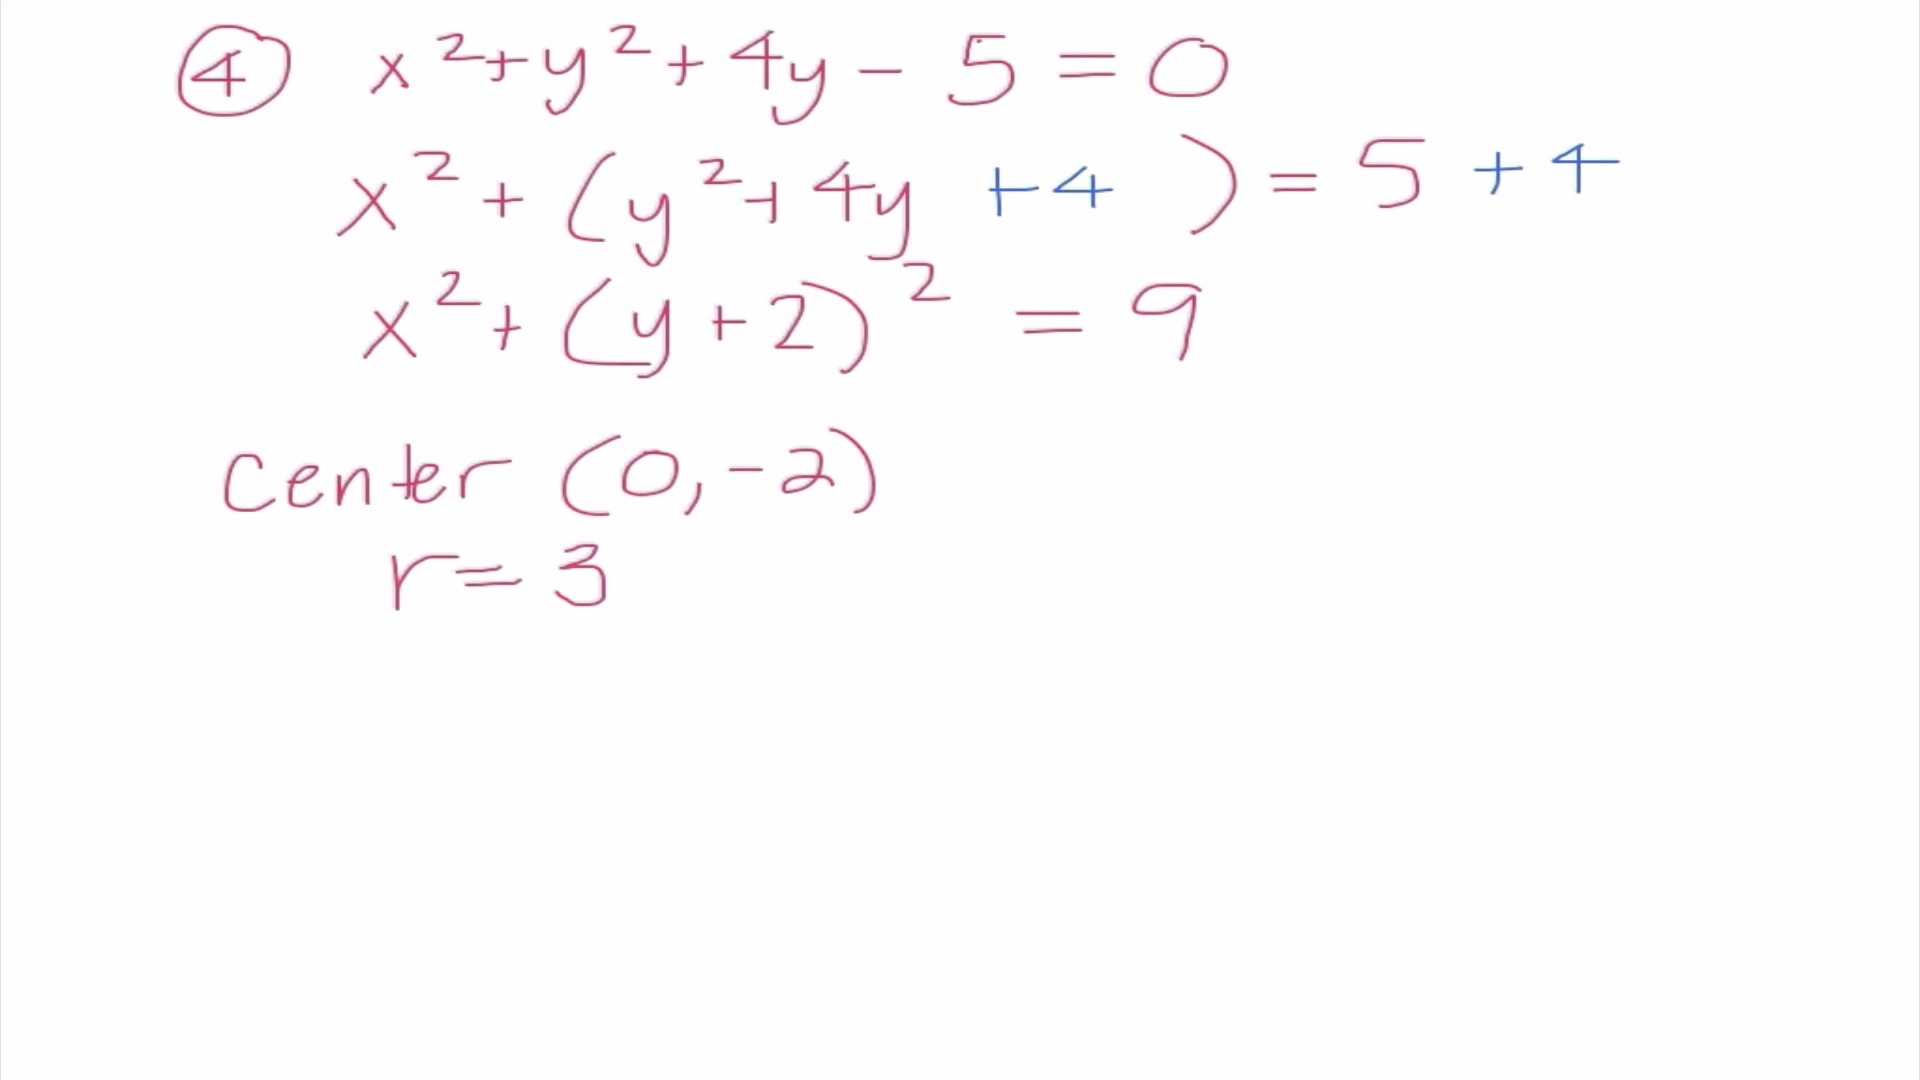 ④ x²+y²+4y-5=0
x²+(y²+4y +4 )=5+4
x²+(y+2)²=9
center (0,-2)
r=3